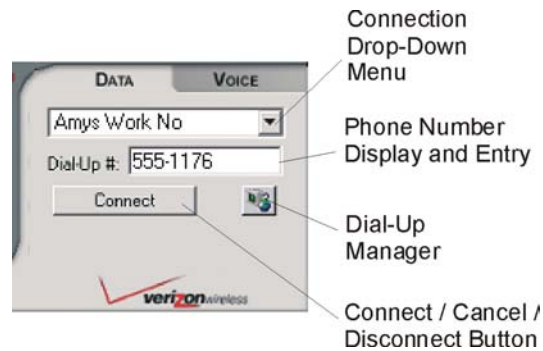 Connection
Drop-Down
Menu
DATA VOICE
Amys Work No
Phone Number
Display and Entry
Dial-Up #: 555-1176
Connect
Dial-Up
Manager
verizonwireless
Connect / Cancel /
Disconnect Button